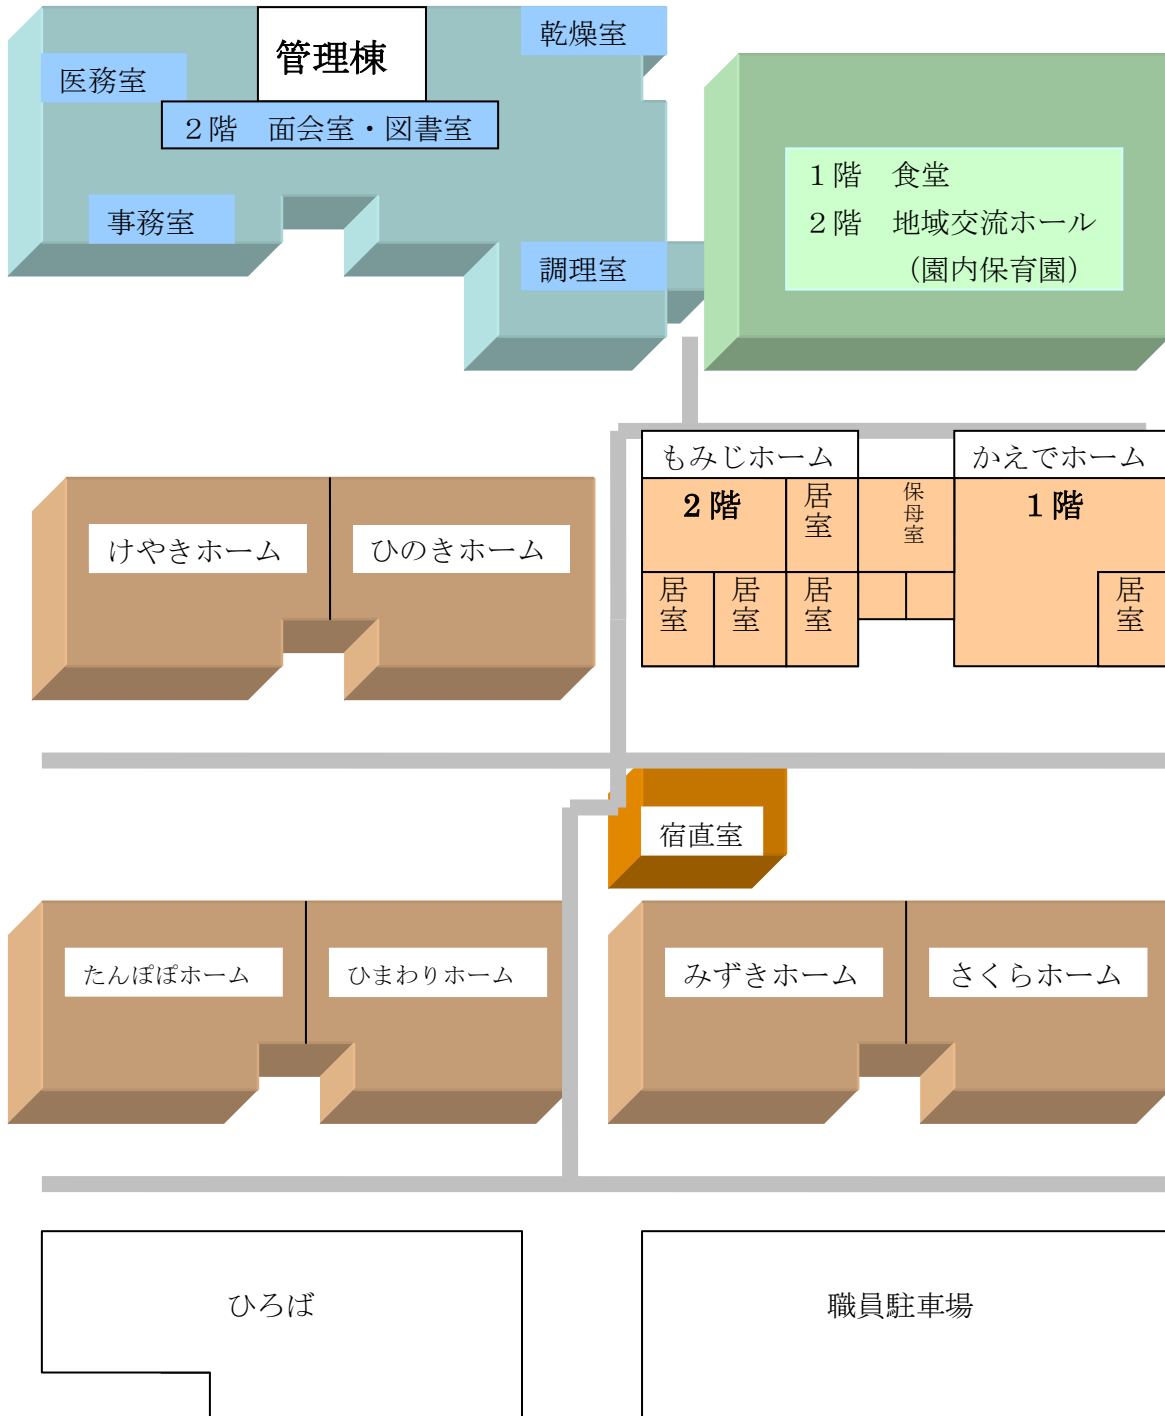 管理棟
乾燥室
医務室
２階　面会室・図書室
事務室
調理室
１階　食堂
２階　地域交流ホール
（園内保育園）
もみじホーム
かえでホーム
２階
居室
保母室
１階
居室
居室
居室
居室
けやきホーム
ひのきホーム
宿直室
たんぽぽホーム
ひまわりホーム
みずきホーム
さくらホーム
ひろば
職員駐車場